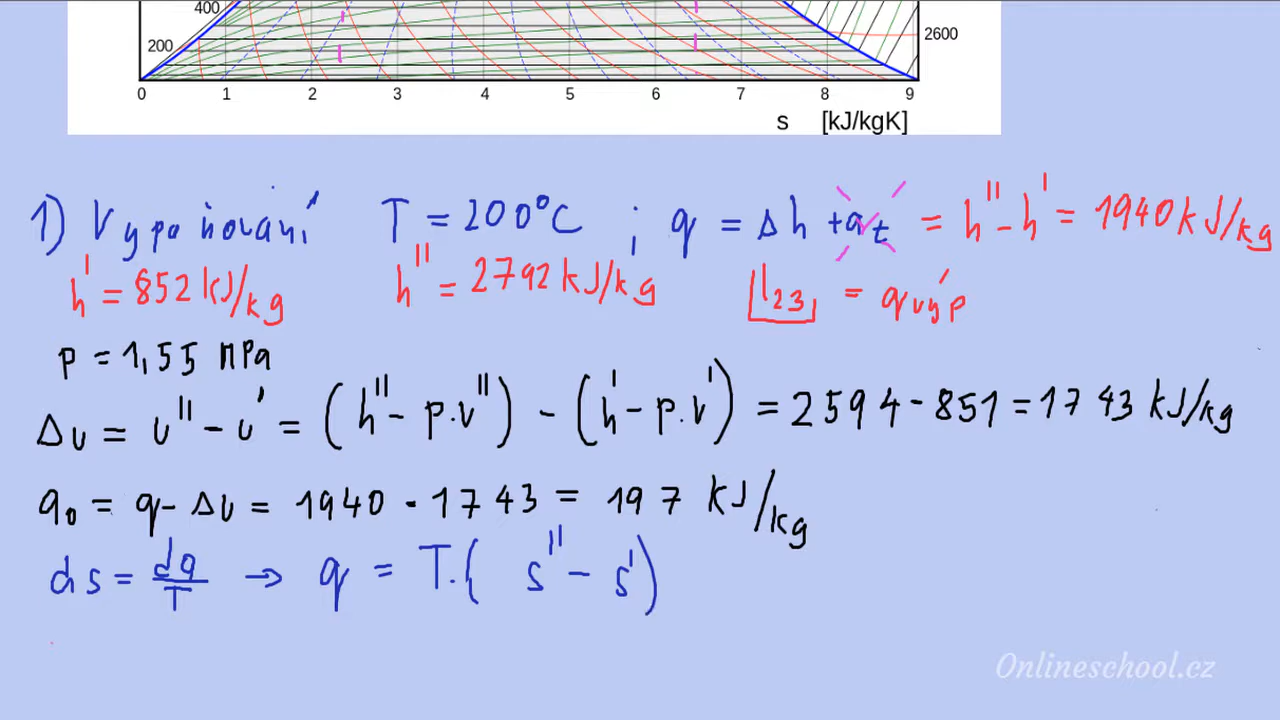 400
200
2600
0 1 2 3 4 5 6 7 8 9
s [kJ/kgK]
1) Vypařování T = 200°C ; q = Δh + at = h" - h' = 1940 kJ/kg
h' = 852 kJ/kg h" = 2792 kJ/kg |l23| = qvýp
p = 1,55 MPa
Δu = u" - u' = (h" - p.v") - (h' - p.v') = 2594 - 851 = 1743 kJ/kg
a0 = q - Δu = 1940 - 1743 = 197 kJ/kg
ds = dq/T → q = T.( s" - s')
Onlineschool.cz